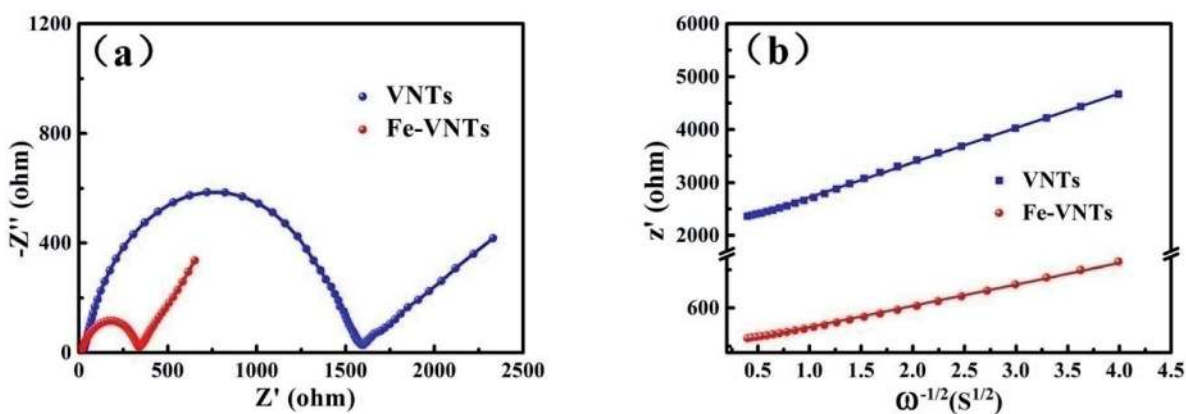 (a)
VNTs
Fe-VNTs
-Z'' (ohm)
1200
800
400
0
0 500 1000 1500 2000 2500
Z' (ohm)
（b）
VNTs
Fe-VNTs
z' (ohm)
6000
5000
4000
3000
2000
600
0.5 1.0 1.5 2.0 2.5 3.0 3.5 4.0 4.5
ω-1/2(S1/2)